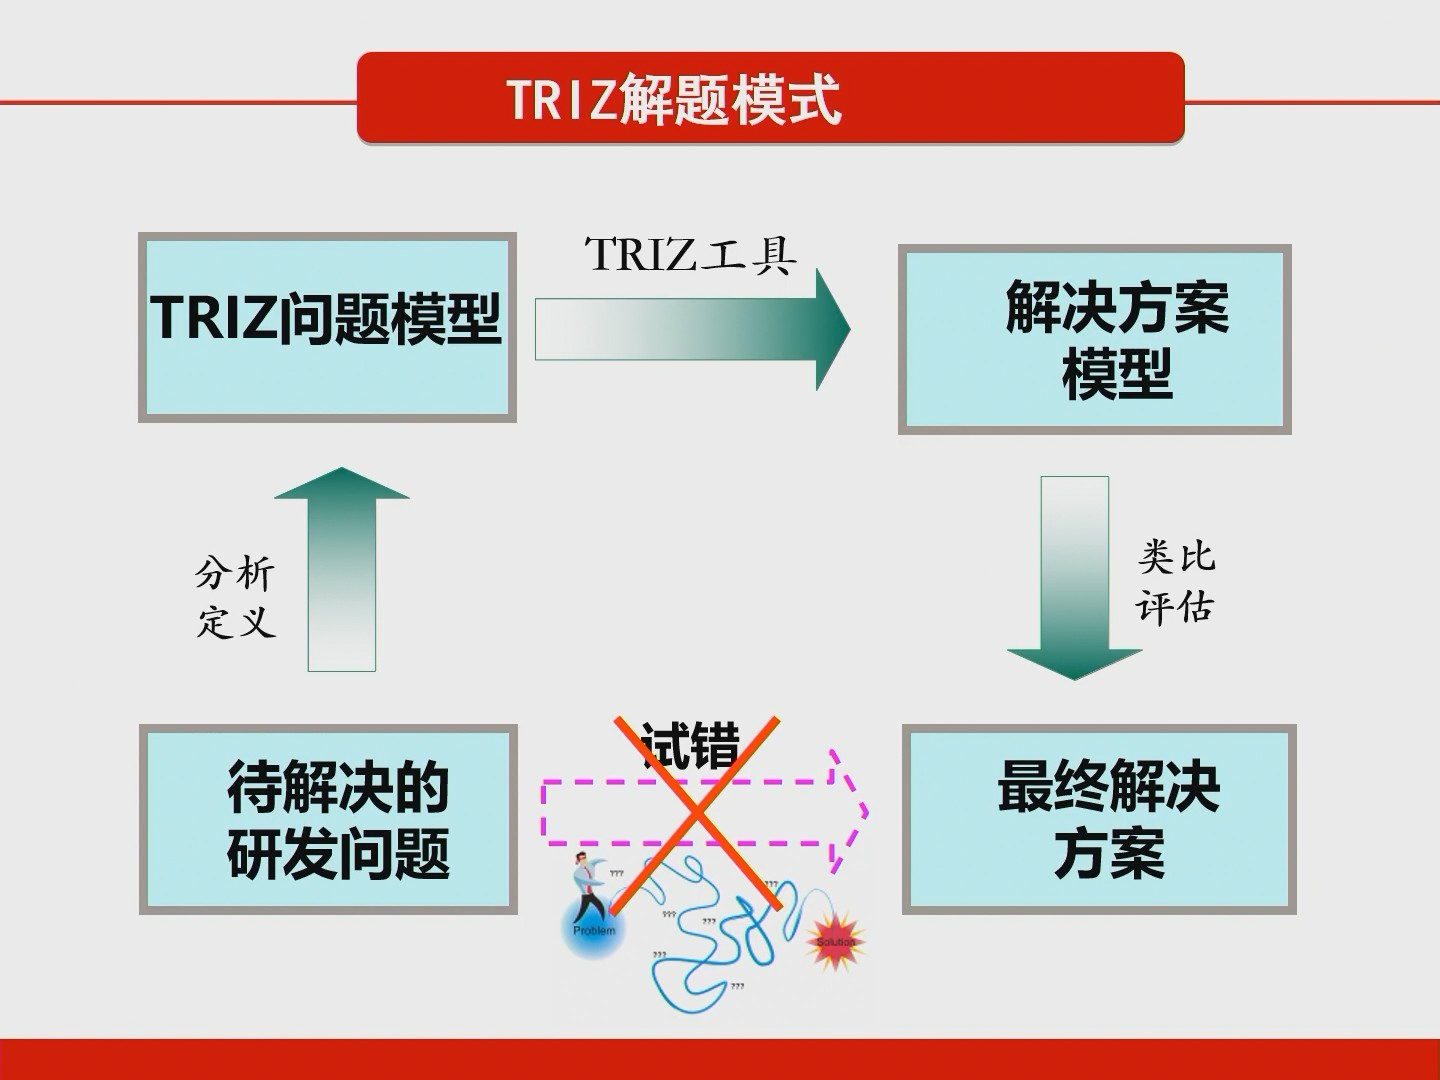 TRIZ解题模式
TRIZ问题模型
TRIZ工具
解决方案
模型
分析
定义
类比
评估
待解决的
研发问题
试错
最终解决
方案
???
???
???
???
???
???
Problem
Solution